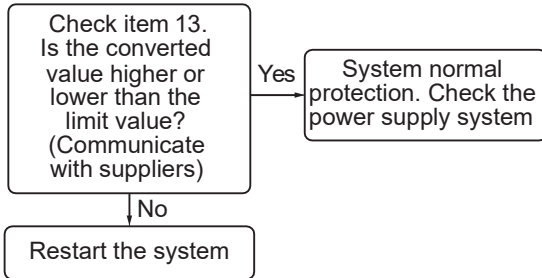 Check item 13.
Is the converted
value higher or
lower than the
limit value?
(Communicate
with suppliers)
Yes
System normal
protection. Check the
power supply system
No
Restart the system